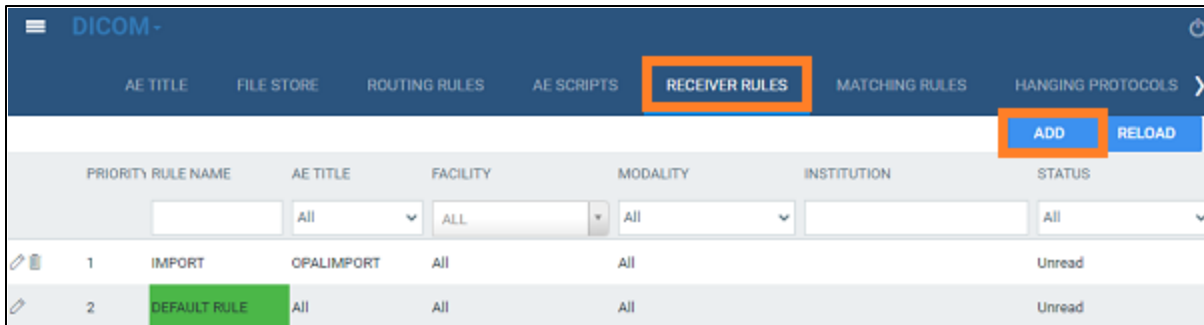 DICOM
AE TITLE FILE STORE ROUTING RULES AE SCRIPTS RECEIVER RULES MATCHING RULES HANGING PROTOCOLS
ADD RELOAD
PRIORITY RULE NAME AE TITLE FACILITY MODALITY INSTITUTION STATUS
All ALL All All
1 IMPORT OPALIMPORT All All Unread
2 DEFAULT RULE All All All Unread